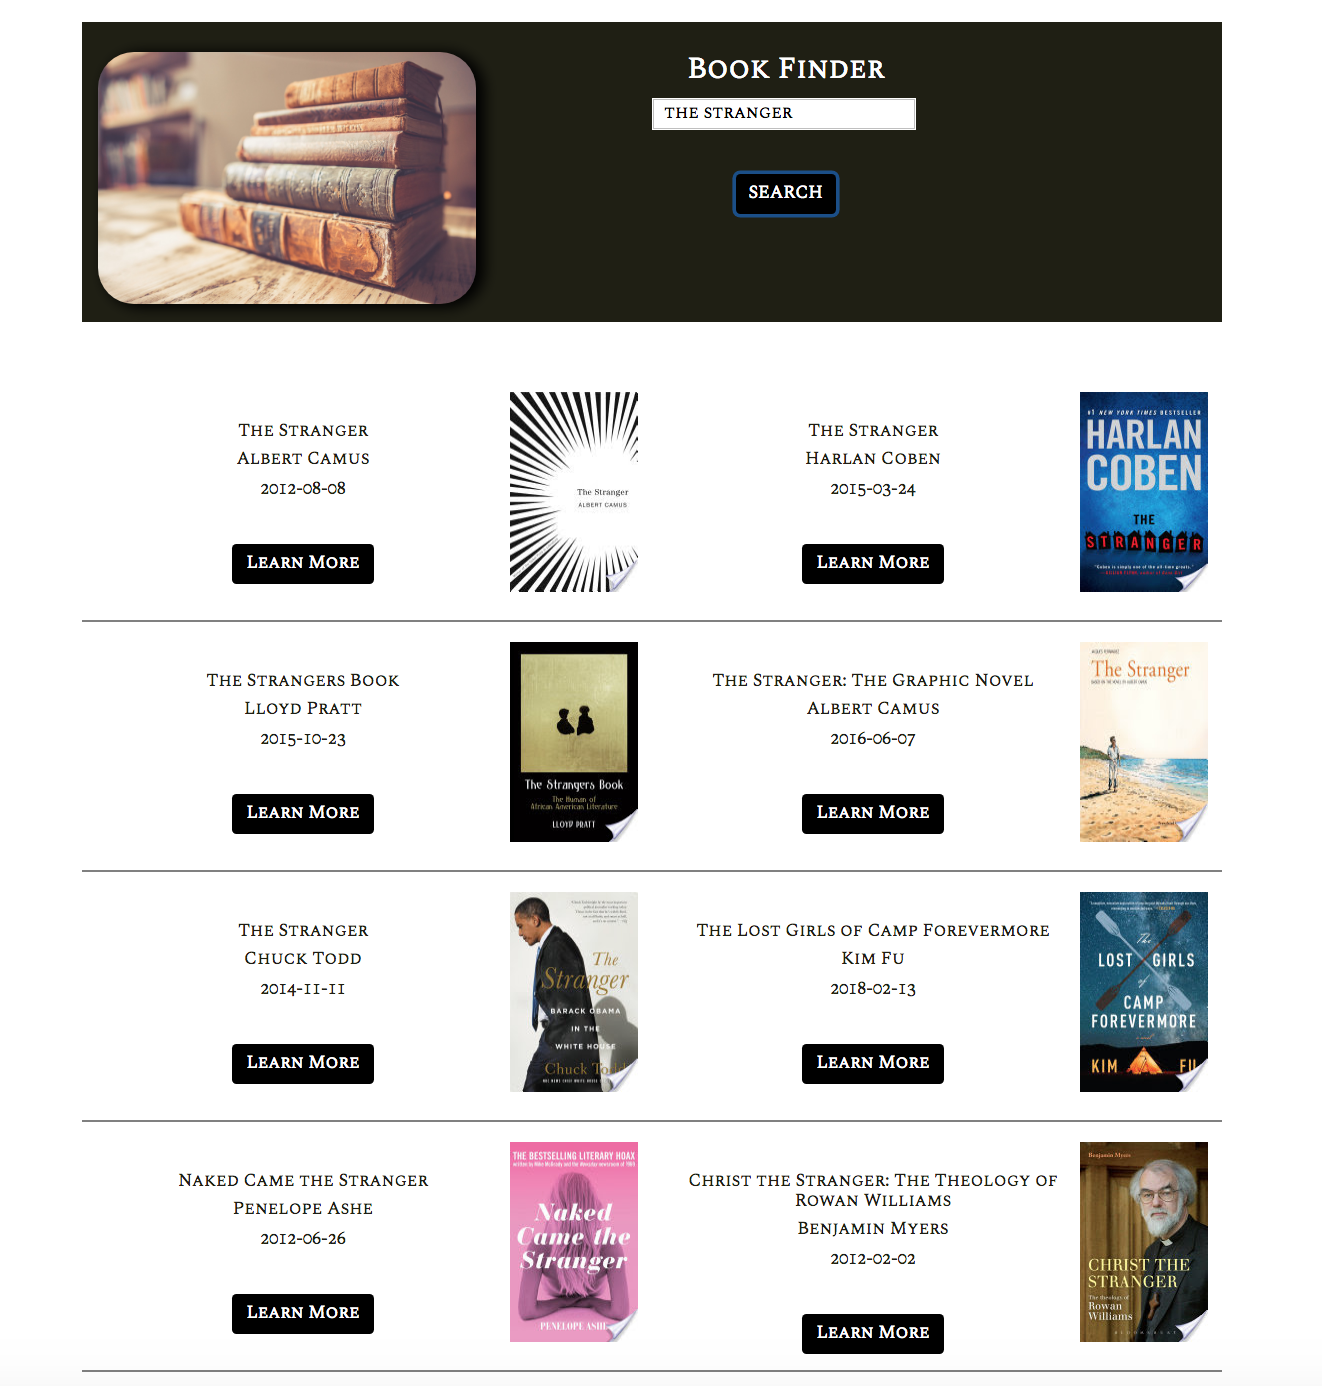 Book Finder
THE STRANGER
SEARCH
The Stranger
Albert Camus
2012-08-08
Learn More
The Stranger
ALBERT CAMUS
The Stranger
Harlan Coben
2015-03-24
Learn More
#1 NEW YORK TIMES BESTSELLER
HARLAN
COBEN
THE
STRANGER
The Strangers Book
Lloyd Pratt
2015-10-23
Learn More
The Strangers Book
The Human of
African American Literature
LLOYD PRATT
The Stranger: The Graphic Novel
Albert Camus
2016-06-07
Learn More
The Stranger
The Stranger
Chuck Todd
2014-11-11
Learn More
The
Stranger
BARACK OBAMA
IN THE
WHITE HOUSE
Chuck Todd
The Lost Girls of Camp Forevermore
Kim Fu
2018-02-13
Learn More
The
LOST GIRLS
of
CAMP
FOREVERMORE
a novel
KIM FU
Naked Came the Stranger
Penelope Ashe
2012-06-26
Learn More
THE BESTSELLING LITERARY HOAX
Naked
Came the
Stranger
PENELOPE ASHE
Christ the Stranger: The Theology of
Rowan Williams
Benjamin Myers
2012-02-02
Learn More
Benjamin Myers
CHRIST THE
STRANGER
The theology of
Rowan
Williams
BLOOMSBURY